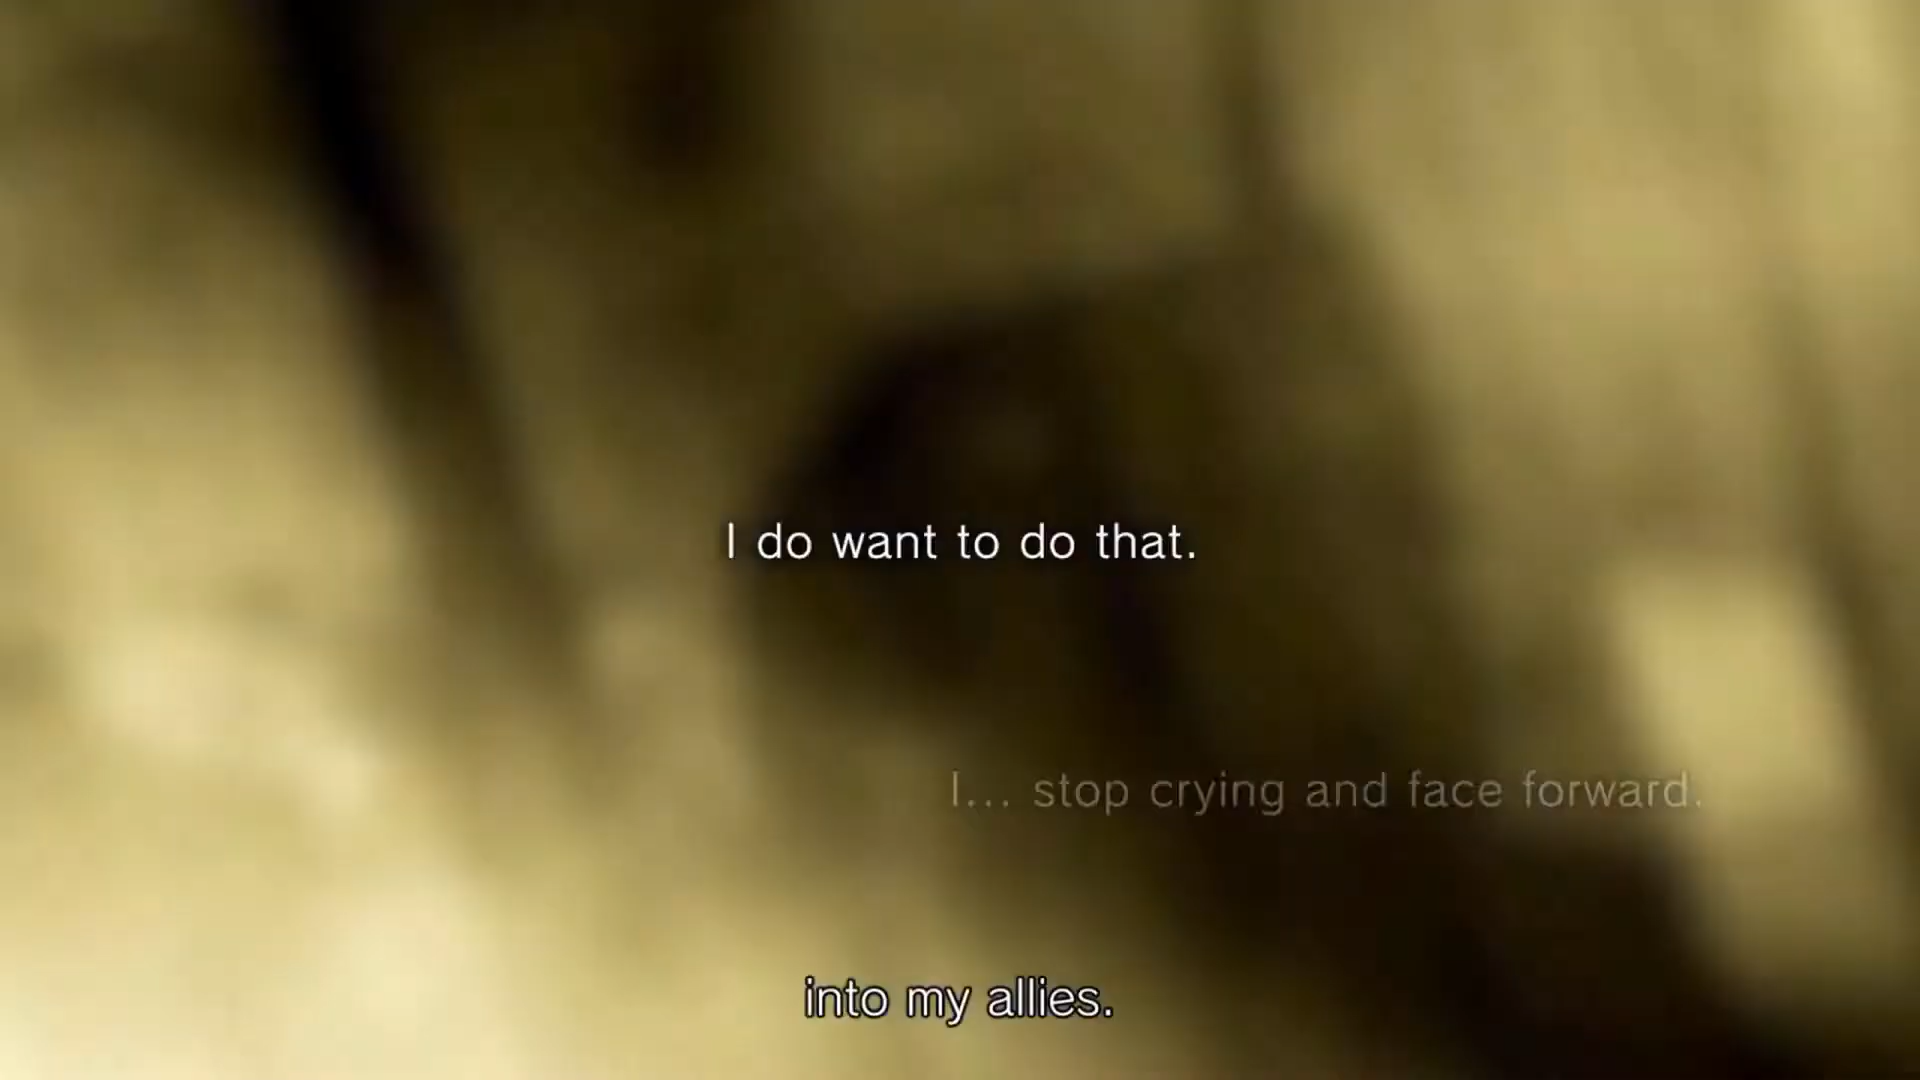 I do want to do that.
I... stop crying and face forward.
into my allies.